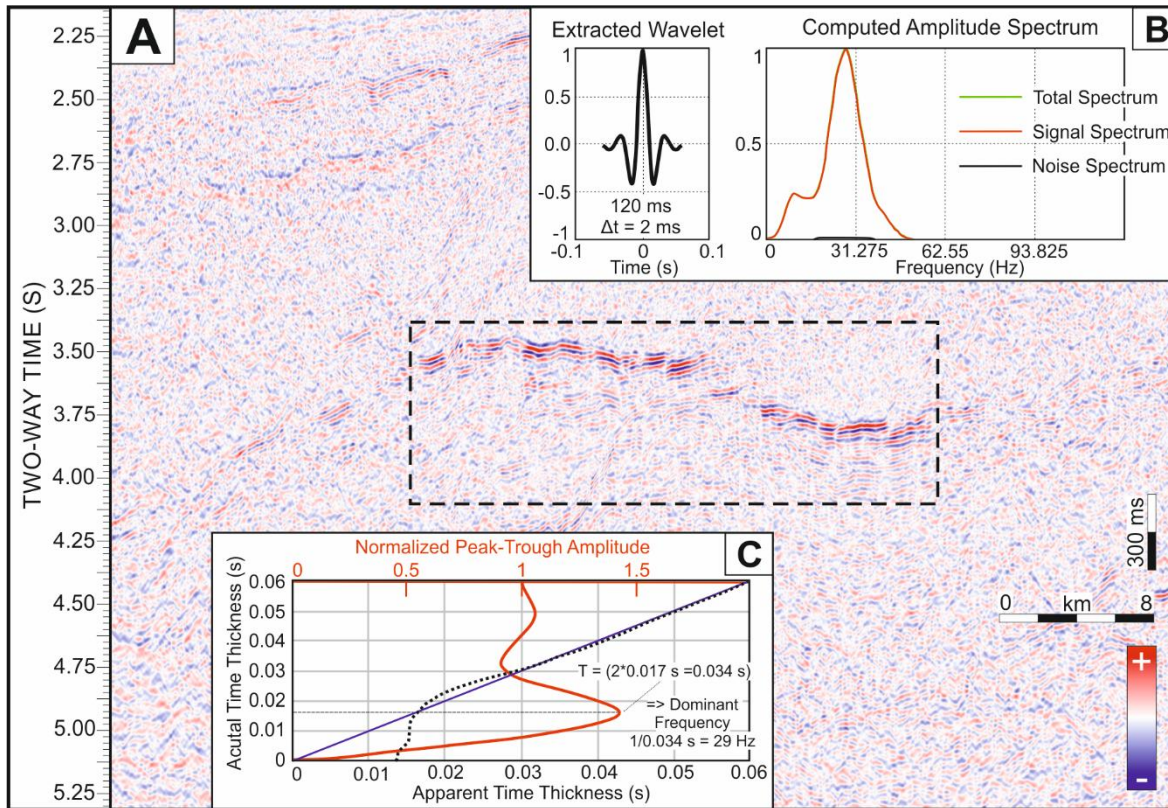 A
TWO-WAY TIME (S)
2.25
2.50
2.75
3.00
3.25
3.50
3.75
4.00
4.25
4.50
4.75
5.00
5.25
B
Extracted Wavelet
1
0.5
0.0
-0.5
-1
120 ms
Δt = 2 ms
-0.1 0 0.1
Time (s)
Computed Amplitude Spectrum
1
0.5
0
Total Spectrum
Signal Spectrum
Noise Spectrum
0 31.275 62.55 93.825
Frequency (Hz)
C
Normalized Peak-Trough Amplitude
0 0.5 1 1.5
Acutal Time Thickness (s)
0.06
0.05
0.04
0.03
0.02
0.01
0
T = (2*0.017 s =0.034 s)
=> Dominant
Frequency
1/0.034 s = 29 Hz
0 0.01 0.02 0.03 0.04 0.05 0.06
Apparent Time Thickness (s)
300 ms
0 km 8
+
-